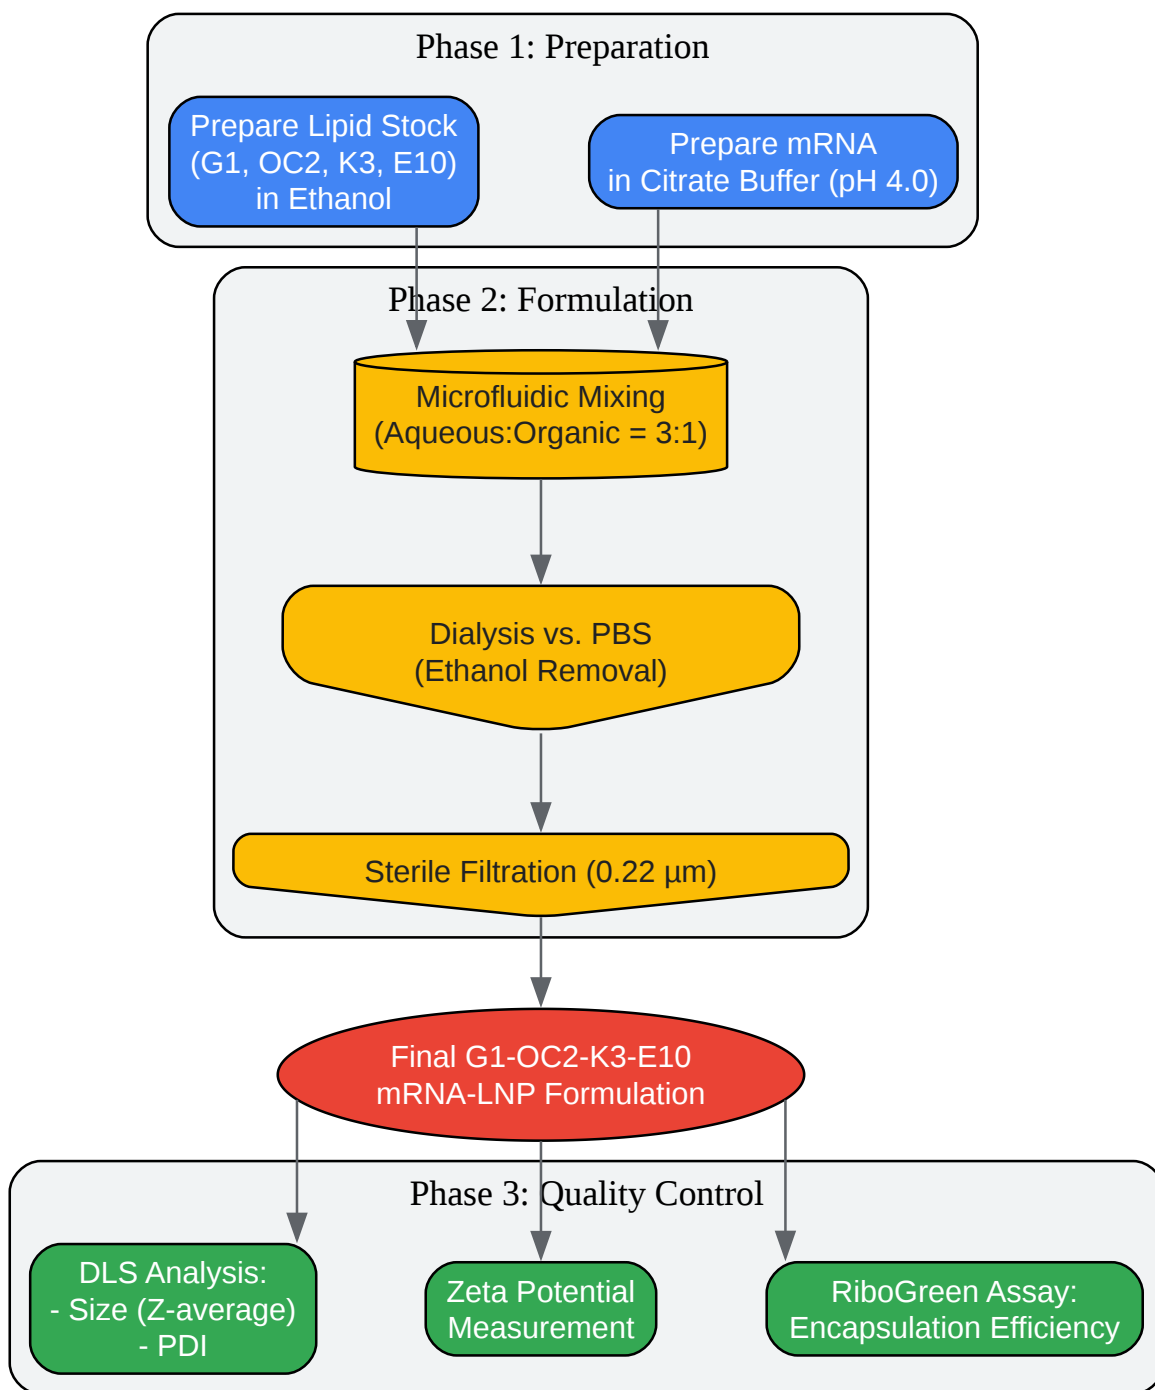 Phase 1: Preparation
Prepare Lipid Stock
(G1, OC2, K3, E10)
in Ethanol
Prepare mRNA
in Citrate Buffer (pH 4.0)
Phase 2: Formulation
Microfluidic Mixing
(Aqueous:Organic = 3:1)
Dialysis vs. PBS
(Ethanol Removal)
Sterile Filtration (0.22 µm)
Final G1-OC2-K3-E10
mRNA-LNP Formulation
Phase 3: Quality Control
DLS Analysis:
- Size (Z-average)
- PDI
Zeta Potential
Measurement
RiboGreen Assay:
Encapsulation Efficiency